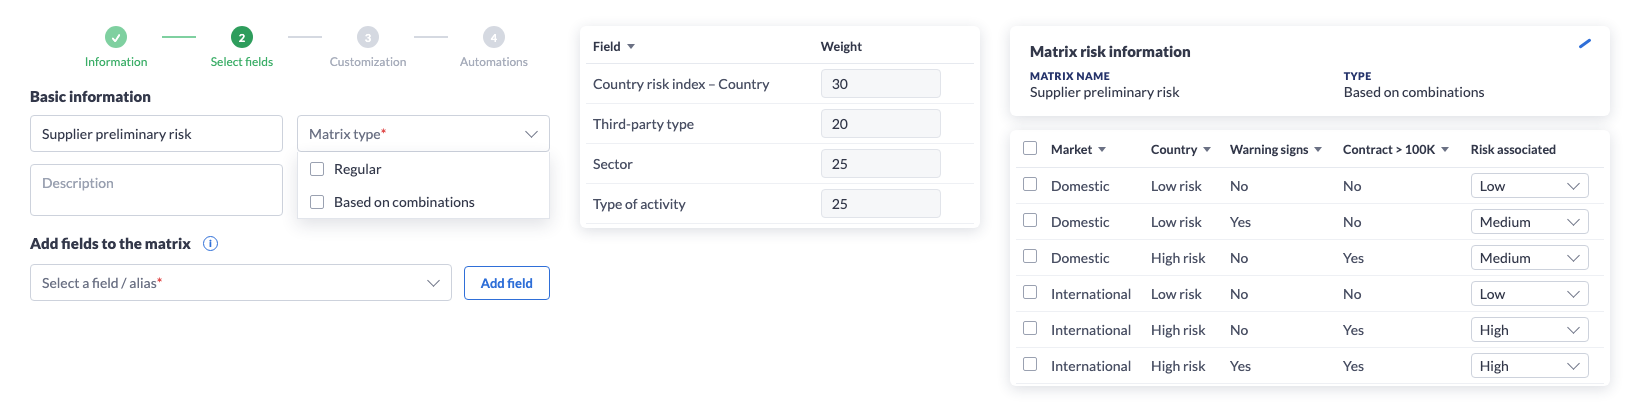 2 3 4
Information Select fields Customization Automations
Basic information
Supplier preliminary risk
Matrix type*
Regular
Based on combinations
Description
Add fields to the matrix i
Select a field / alias*
Add field
Field Weight
Country risk index – Country 30
Third-party type 20
Sector 25
Type of activity 25
Matrix risk information
MATRIX NAME TYPE
Supplier preliminary risk Based on combinations
Market Country Warning signs Contract > 100K Risk associated
Domestic Low risk No No Low
Domestic Low risk Yes No Medium
Domestic High risk No Yes Medium
International Low risk No No Low
International High risk No Yes High
International High risk Yes Yes High